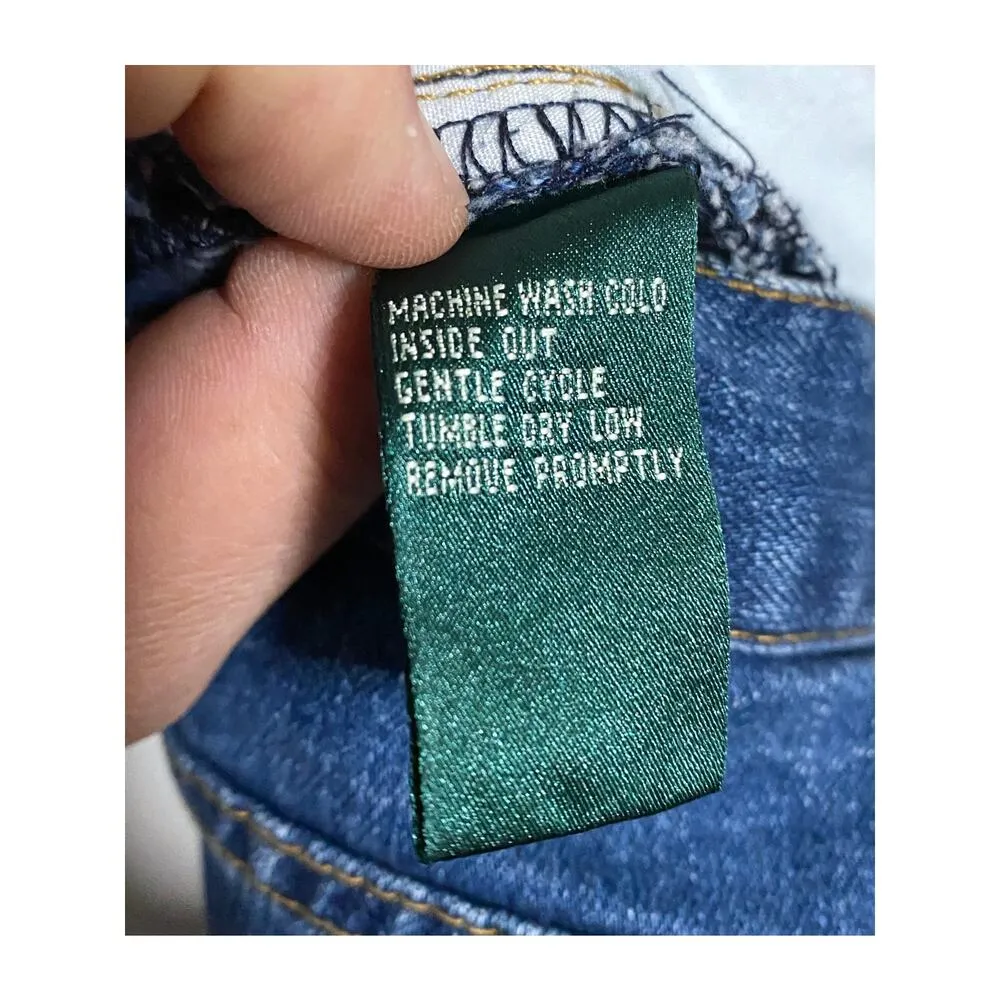 MACHINE WASH COLD
INSIDE OUT
GENTLE CYCLE
TUMBLE DRY LOW
REMOVE PROMPTLY